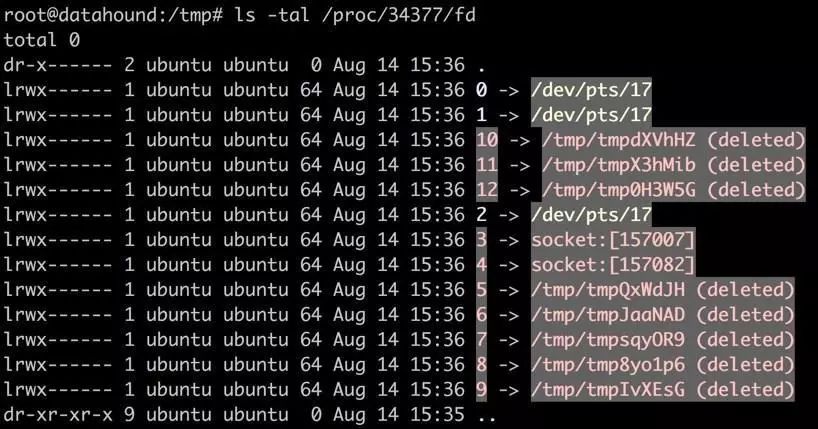 root@datahound:/tmp# ls -tal /proc/34377/fd
total 0
dr-x------ 2 ubuntu ubuntu  0 Aug 14 15:36 .
lrwx------ 1 ubuntu ubuntu 64 Aug 14 15:36 0 -> /dev/pts/17
lrwx------ 1 ubuntu ubuntu 64 Aug 14 15:36 1 -> /dev/pts/17
lrwx------ 1 ubuntu ubuntu 64 Aug 14 15:36 10 -> /tmp/tmpdXVhHZ (deleted)
lrwx------ 1 ubuntu ubuntu 64 Aug 14 15:36 11 -> /tmp/tmpX3hMib (deleted)
lrwx------ 1 ubuntu ubuntu 64 Aug 14 15:36 12 -> /tmp/tmp0H3W5G (deleted)
lrwx------ 1 ubuntu ubuntu 64 Aug 14 15:36 2 -> /dev/pts/17
lrwx------ 1 ubuntu ubuntu 64 Aug 14 15:36 3 -> socket:[157007]
lrwx------ 1 ubuntu ubuntu 64 Aug 14 15:36 4 -> socket:[157082]
lrwx------ 1 ubuntu ubuntu 64 Aug 14 15:36 5 -> /tmp/tmpQxWdJH (deleted)
lrwx------ 1 ubuntu ubuntu 64 Aug 14 15:36 6 -> /tmp/tmpJaaNAD (deleted)
lrwx------ 1 ubuntu ubuntu 64 Aug 14 15:36 7 -> /tmp/tmpsqyOR9 (deleted)
lrwx------ 1 ubuntu ubuntu 64 Aug 14 15:36 8 -> /tmp/tmp8yo1p6 (deleted)
lrwx------ 1 ubuntu ubuntu 64 Aug 14 15:36 9 -> /tmp/tmpIvXEsG (deleted)
dr-xr-xr-x 9 ubuntu ubuntu  0 Aug 14 15:35 ..